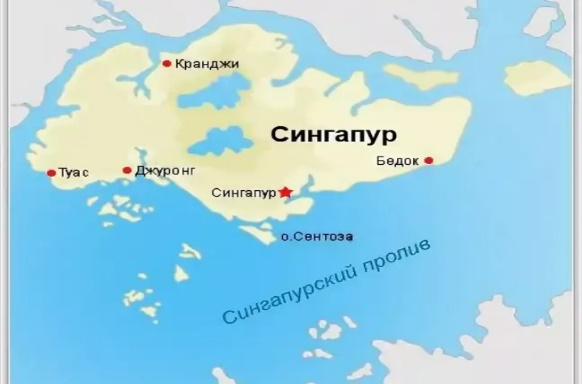 Кранджи
Сингапур
Бедок
Туас
Джуронг
Сингапур
о.Сентоза
Сингапурский пролив